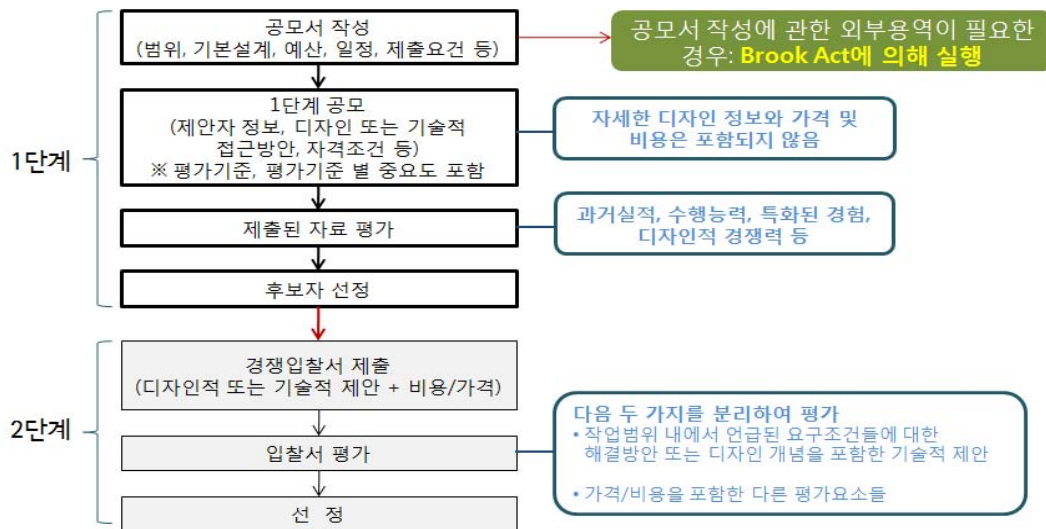 공모서 작성
(범위, 기본설계, 예산, 일정, 제출요건 등)
공모서 작성에 관한 외부용역이 필요한
경우: Brook Act에 의해 실행
1단계
1단계 공모
(제안자 정보, 디자인 또는 기술적
접근방안, 자격조건 등)
※ 평가기준, 평가기준 별 중요도 포함
자세한 디자인 정보와 가격 및
비용은 포함되지 않음
제출된 자료 평가
과거실적, 수행능력, 특화된 경험,
디자인적 경쟁력 등
후보자 선정
2단계
경쟁입찰서 제출
(디자인적 또는 기술적 제안 + 비용/가격)
입찰서 평가
다음 두 가지를 분리하여 평가
• 작업범위 내에서 언급된 요구조건들에 대한
해결방안 또는 디자인 개념을 포함한 기술적 제안
• 가격/비용을 포함한 다른 평가요소들
선 정